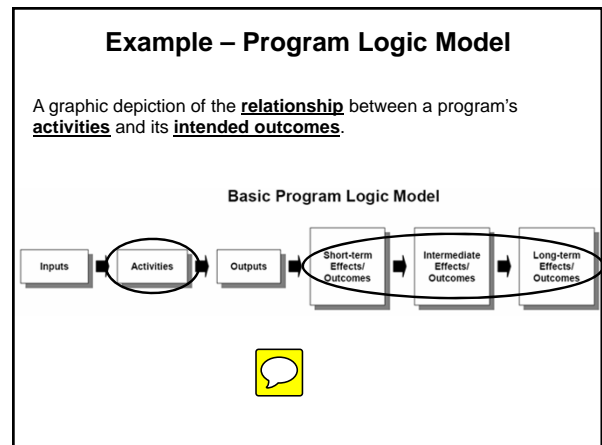 Example – Program Logic Model
A graphic depiction of the relationship between a program's
activities and its intended outcomes.
Basic Program Logic Model
Inputs
Activities
Outputs
Short-term
Effects/
Outcomes
Intermediate
Effects/
Outcomes
Long-term
Effects/
Outcomes